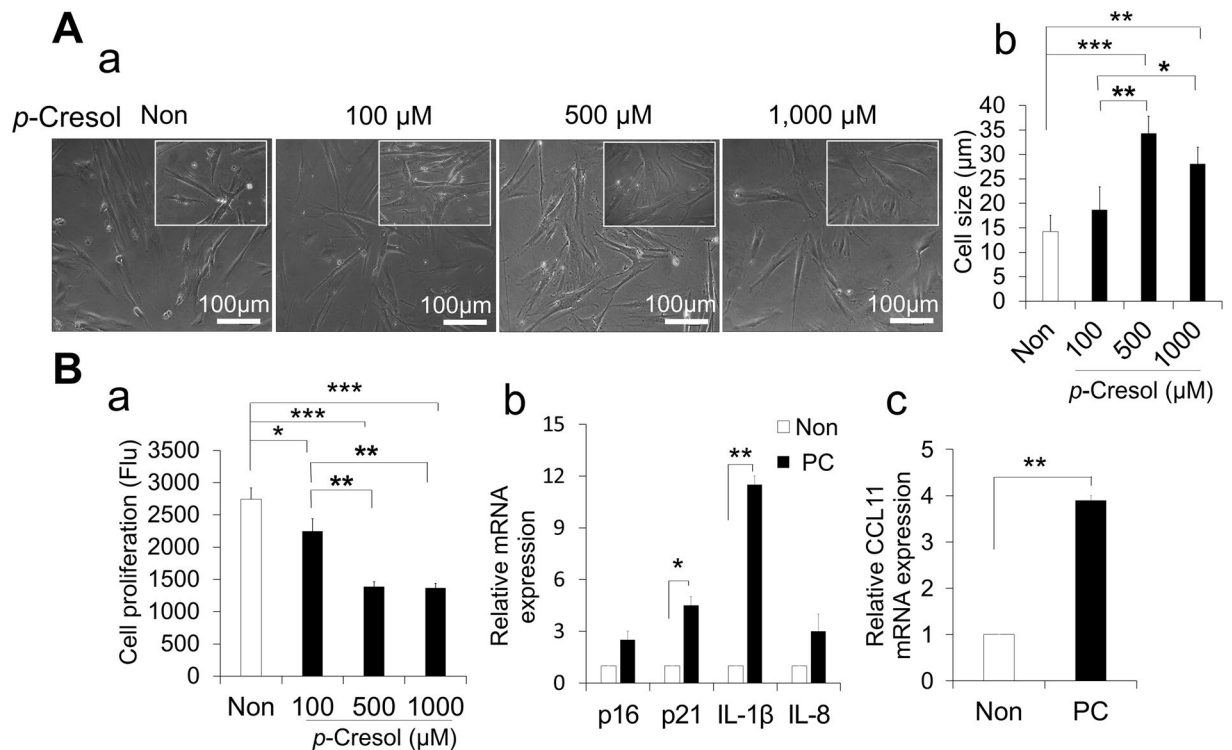 A
a
p-Cresol Non 100 μM 500 μM 1,000 μM
100μm 100μm 100μm 100μm
b
**
***
*
**
Cell size (μm)
40
35
30
25
20
15
10
5
0
Non 100 500 1000
p-Cresol (μM)
B
a
***
***
*
**
**
Cell proliferation (Flu)
3500
3000
2500
2000
1500
1000
500
0
Non 100 500 1000
p-Cresol (μM)
b
Relative mRNA
expression
15
12
9
6
3
0
Non
PC
**
*
p16 p21 IL-1β IL-8
c
Relative CCL11
mRNA expression
5
4
3
2
1
0
**
Non PC